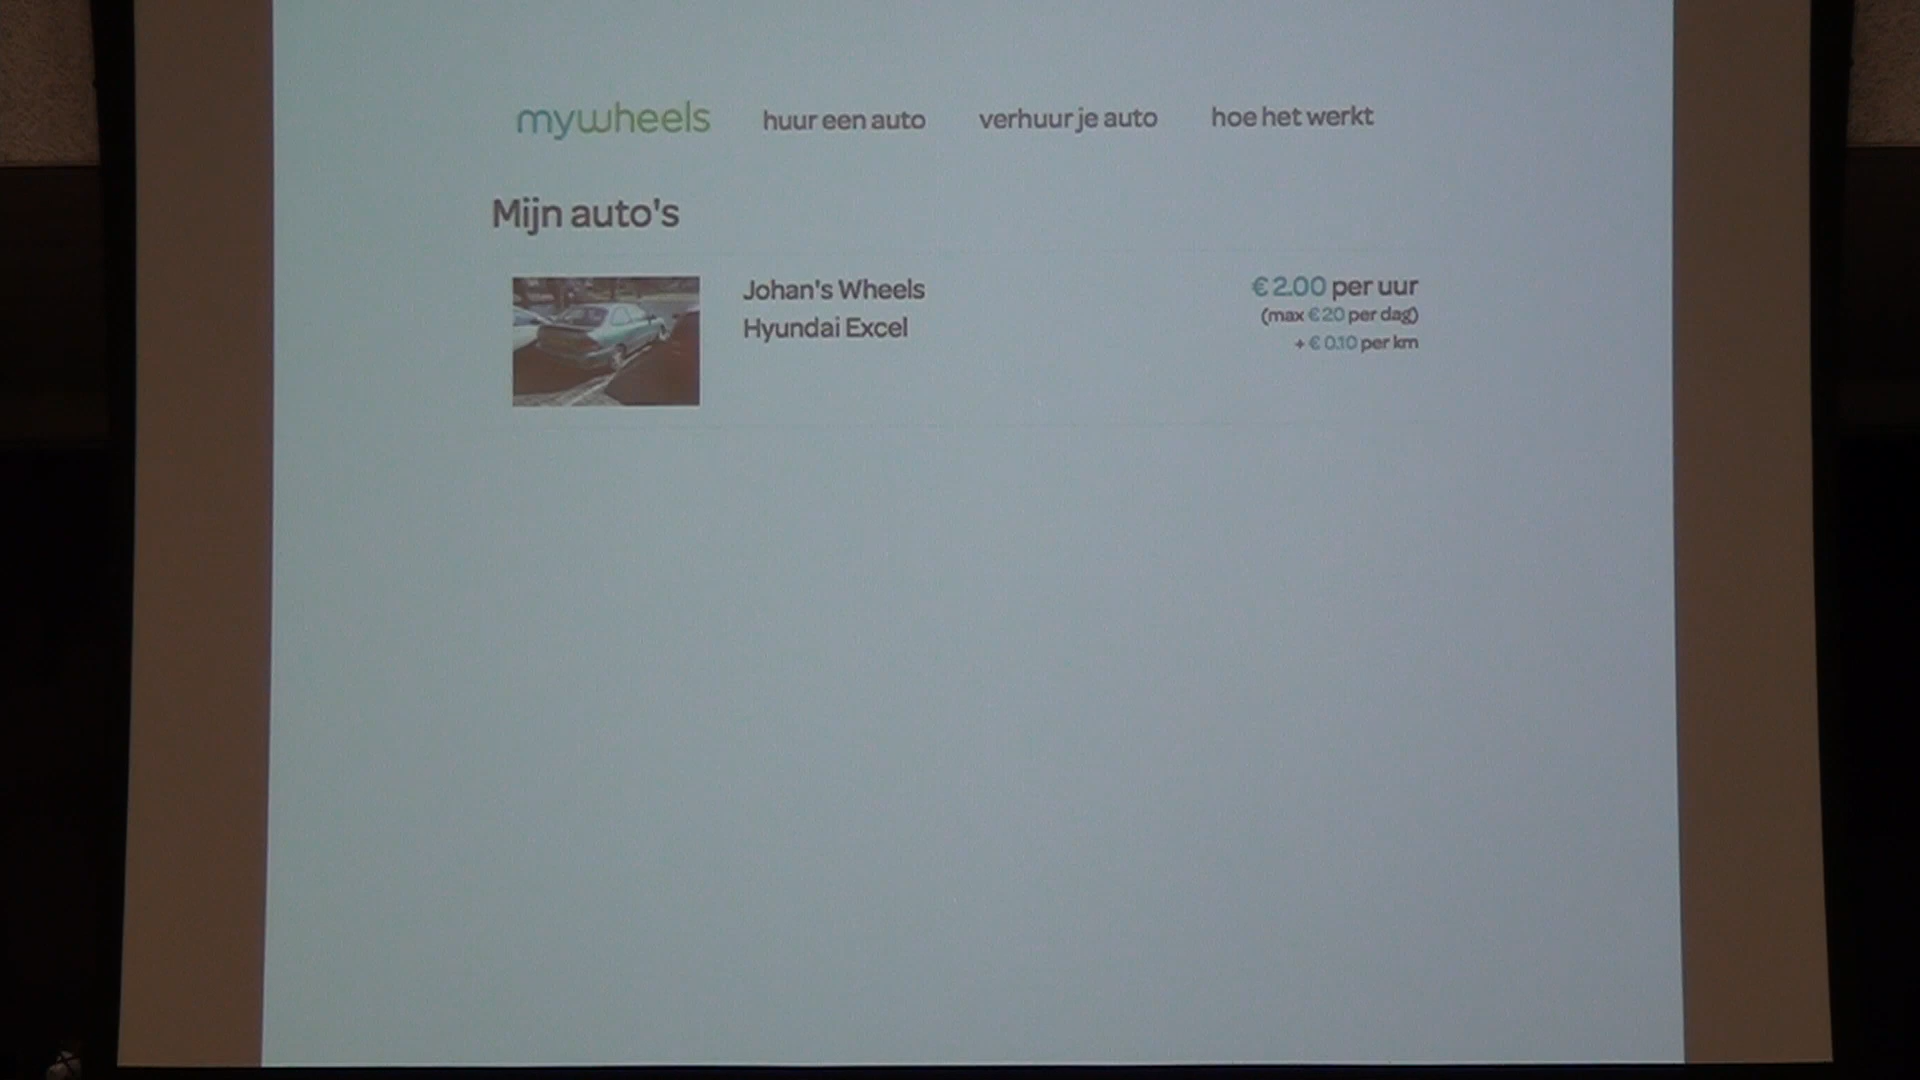 mywheels huur een auto verhuur je auto hoe het werkt
Mijn auto's
Johan's Wheels
Hyundai Excel
€ 2.00 per uur
(max € 20 per dag)
+ € 0.10 per km